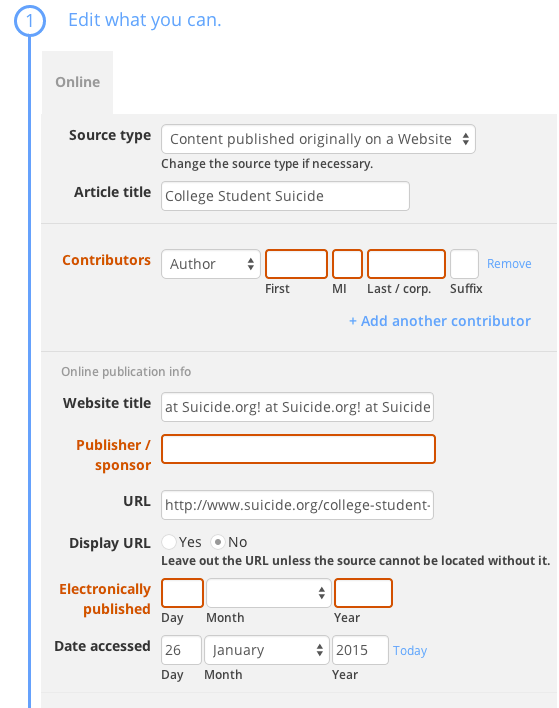 1 Edit what you can.
Online
Source type Content published originally on a Website
Change the source type if necessary.
Article title College Student Suicide
Contributors Author Remove
First MI Last / corp. Suffix
+ Add another contributor
Online publication info
Website title at Suicide.org! at Suicide.org! at Suicide
Publisher /
sponsor
URL http://www.suicide.org/college-student-
Display URL Yes No
Leave out the URL unless the source cannot be located without it.
Electronically
published
Day Month Year
Date accessed 26 January 2015 Today
Day Month Year